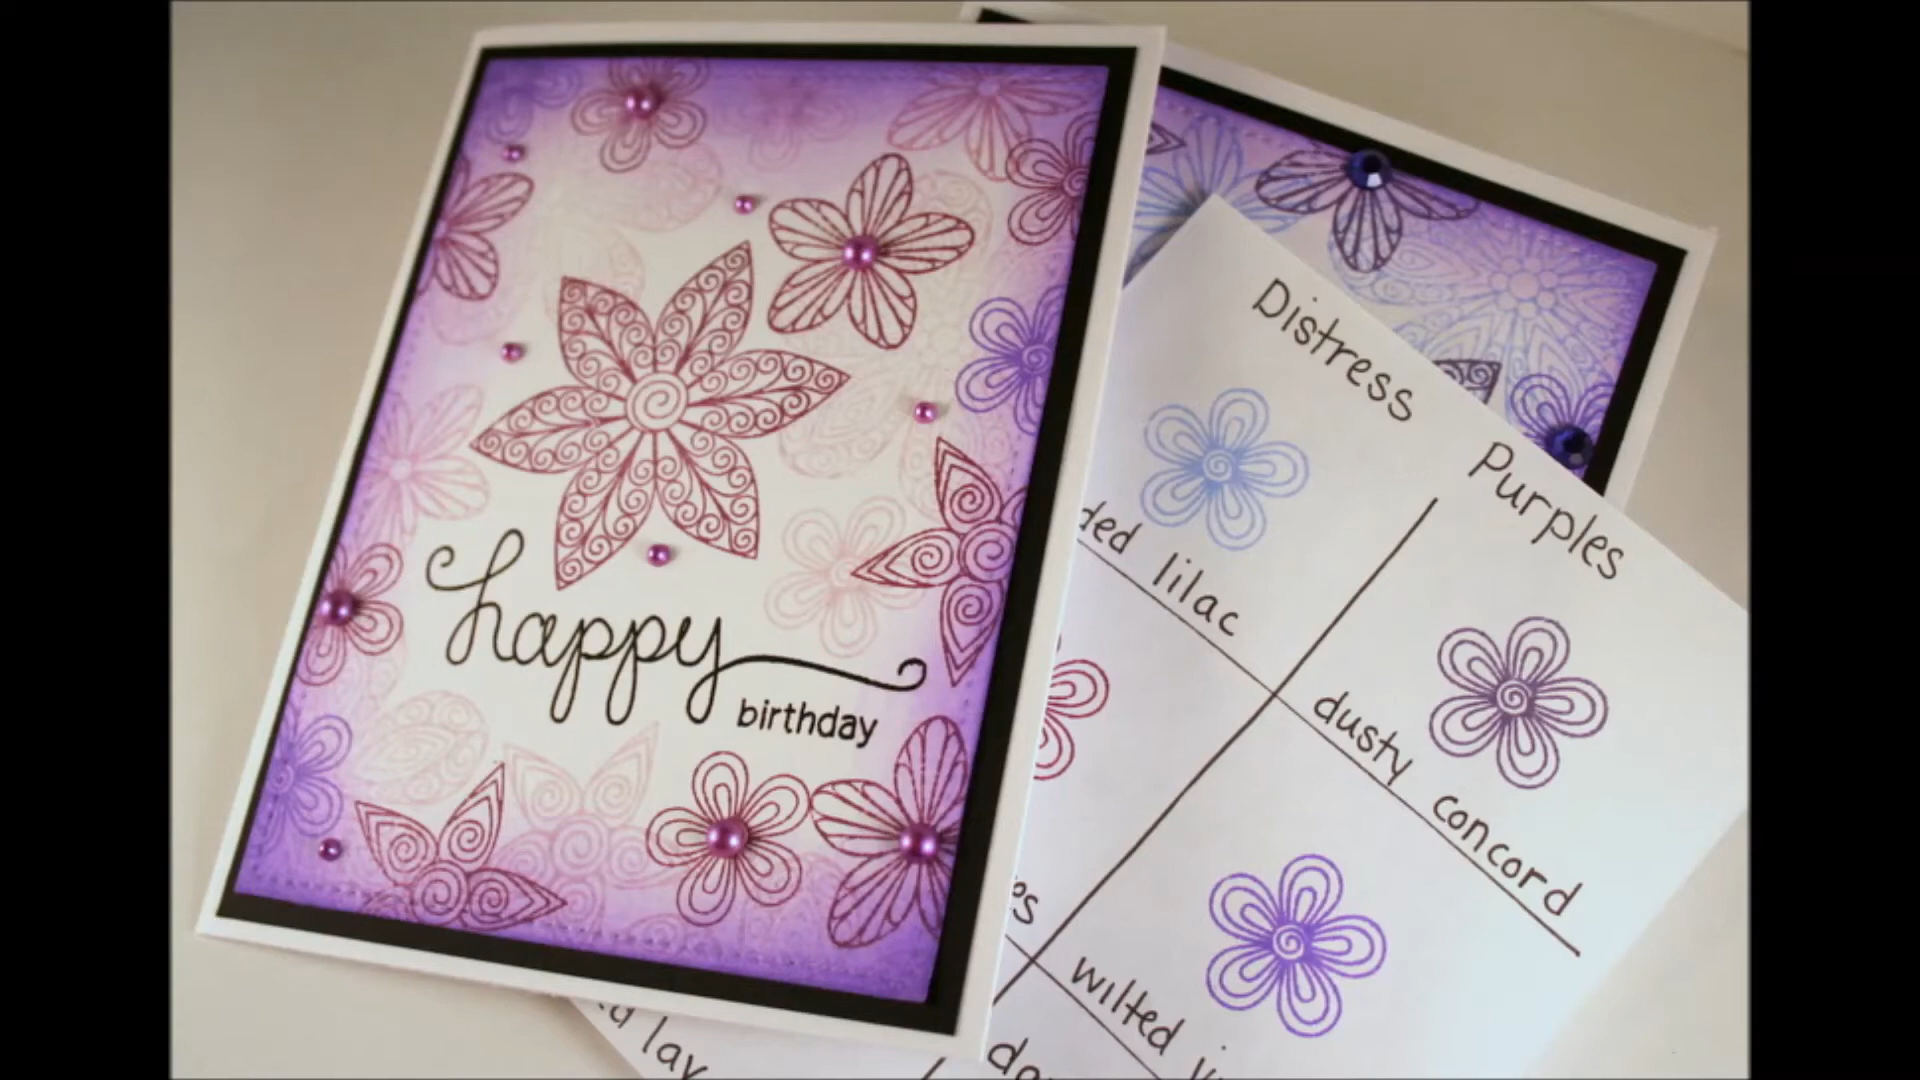 happy
birthday
Distress Purples
lilac
dusty concord
wilted